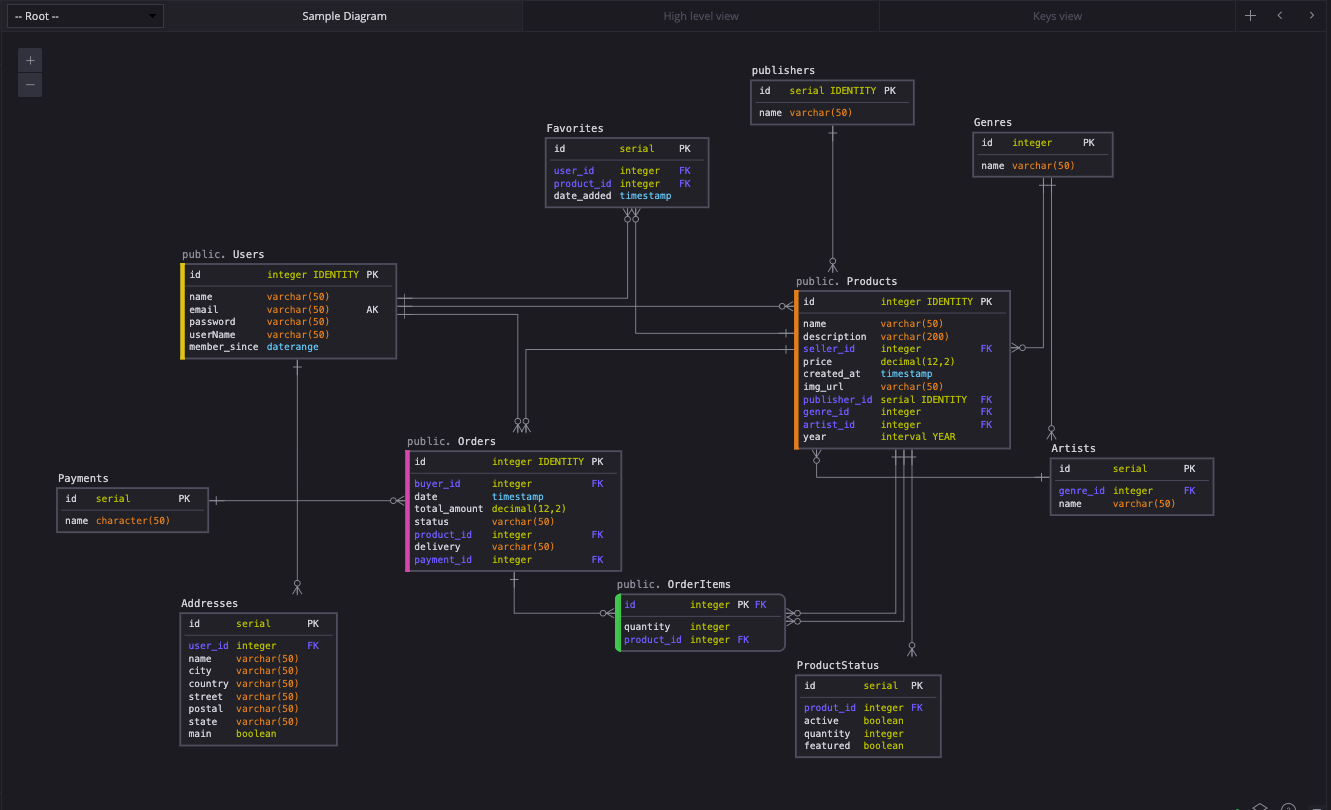 -- Root --
Sample Diagram
High level view
Keys view
+
−
publishers
id serial IDENTITY PK
name varchar(50)
Genres
id integer PK
name varchar(50)
Favorites
id serial PK
user_id integer FK
product_id integer FK
date_added timestamp
public. Users
id integer IDENTITY PK
name varchar(50)
email varchar(50) AK
password varchar(50)
userName varchar(50)
member_since daterange
public. Products
id integer IDENTITY PK
name varchar(50)
description varchar(200)
seller_id integer FK
price decimal(12,2)
created_at timestamp
img_url varchar(50)
publisher_id serial IDENTITY FK
genre_id integer FK
artist_id integer FK
year interval YEAR
public. Orders
id integer IDENTITY PK
buyer_id integer FK
date timestamp
total_amount decimal(12,2)
status varchar(50)
product_id integer FK
delivery varchar(50)
payment_id integer FK
Artists
id serial PK
genre_id integer FK
name varchar(50)
Payments
id serial PK
name character(50)
public. OrderItems
id integer PK FK
quantity integer
product_id integer FK
Addresses
id serial PK
user_id integer FK
name varchar(50)
city varchar(50)
country varchar(50)
street varchar(50)
postal varchar(50)
state varchar(50)
main boolean
ProductStatus
id serial PK
produt_id integer FK
active boolean
quantity integer
featured boolean